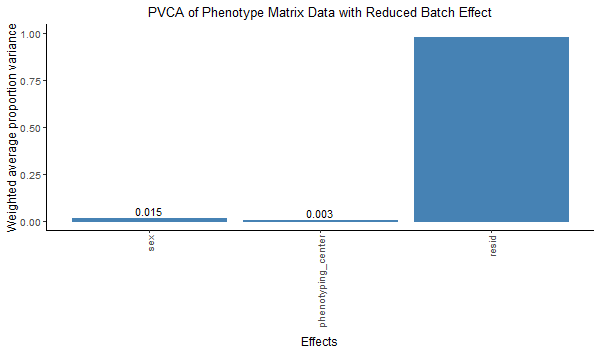 PVCA of Phenotype Matrix Data with Reduced Batch Effect
Weighted average proportion variance
1.00
0.75
0.50
0.25
0.00
0.015
0.003
sex
phenotyping_center
resid
Effects